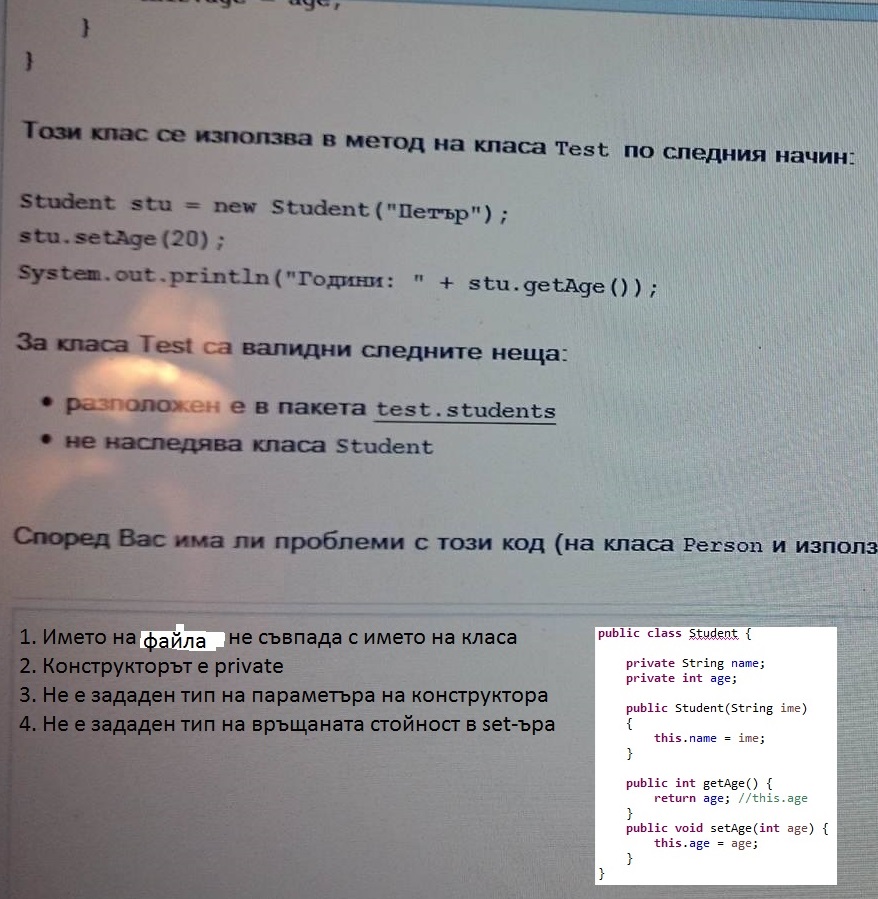 }
}
Този клас се използва в метод на класа Test по следния начин:
Student stu = new Student("Петър");
stu.setAge(20);
System.out.println("Години: " + stu.getAge());
За класа Test са валидни следните неща:
• разположен е в пакета test.students
• не наследява класа Student
Според Вас има ли проблеми с този код (на класа Person и използ
1. Името на файла не съвпада с името на класа
2. Конструкторът е private
3. Не е зададен тип на параметъра на конструктора
4. Не е зададен тип на връщаната стойност в set-ъра
public class Student {
private String name;
private int age;
public Student(String ime)
{
this.name = ime;
}
public int getAge() {
return age; //this.age
}
public void setAge(int age) {
this.age = age;
}
}